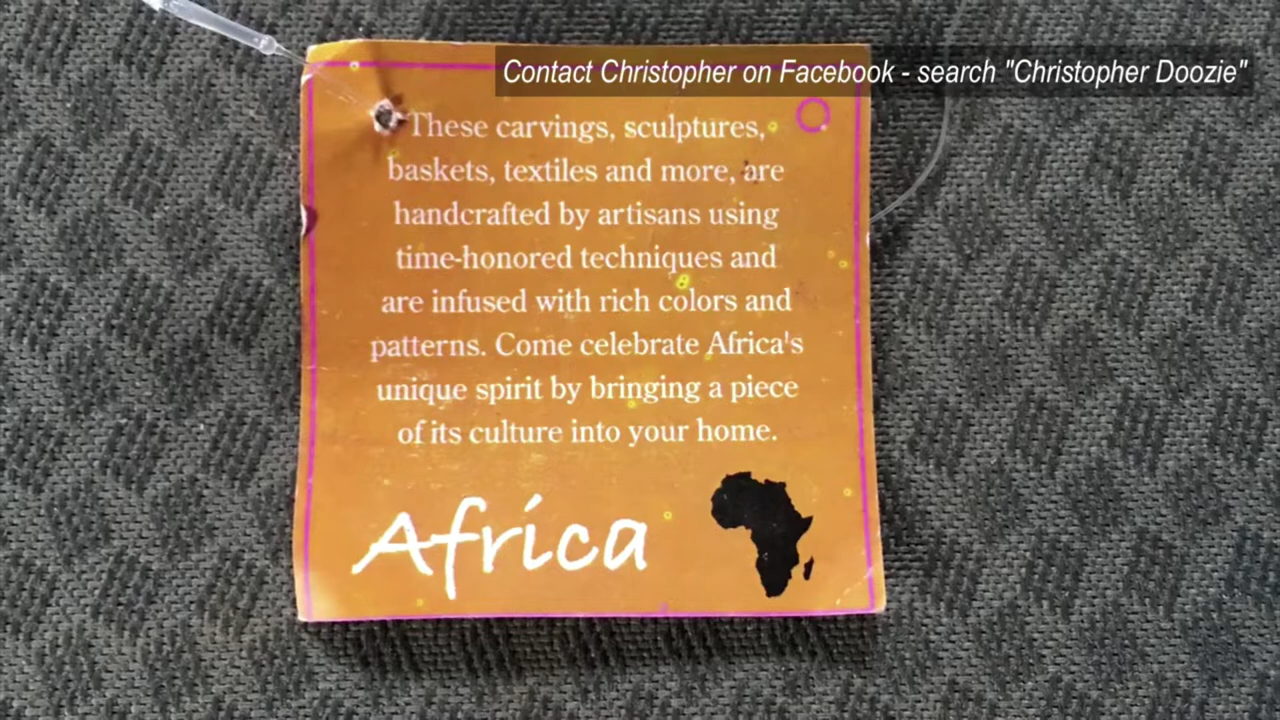 Contact Christopher on Facebook - search "Christopher Doozie"
These carvings, sculptures,
baskets, textiles and more, are
handcrafted by artisans using
time-honored techniques and
are infused with rich colors and
patterns. Come celebrate Africa's
unique spirit by bringing a piece
of its culture into your home.
Africa